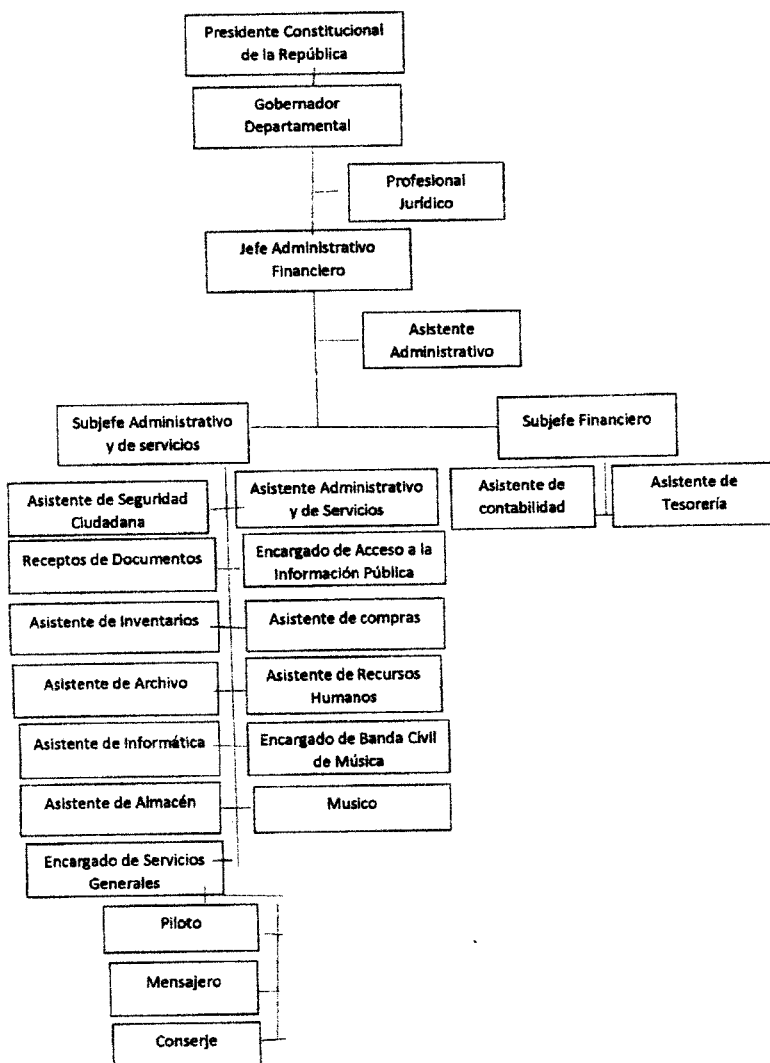 Presidente Constitucional
de la República
Gobernador
Departamental
Profesional
Jurídico
Jefe Administrativo
Financiero
Asistente
Administrativo
Subjefe Administrativo
y de servicios
Subjefe Financiero
Asistente de Seguridad
Ciudadana
Asistente Administrativo
y de Servicios
Asistente de
contabilidad
Asistente de
Tesorería
Receptos de Documentos
Encargado de Acceso a la
Información Pública
Asistente de Inventarios
Asistente de compras
Asistente de Archivo
Asistente de Recursos
Humanos
Asistente de Informática
Encargado de Banda Civil
de Música
Asistente de Almacén
Musico
Encargado de Servicios
Generales
Piloto
Mensajero
Conserje